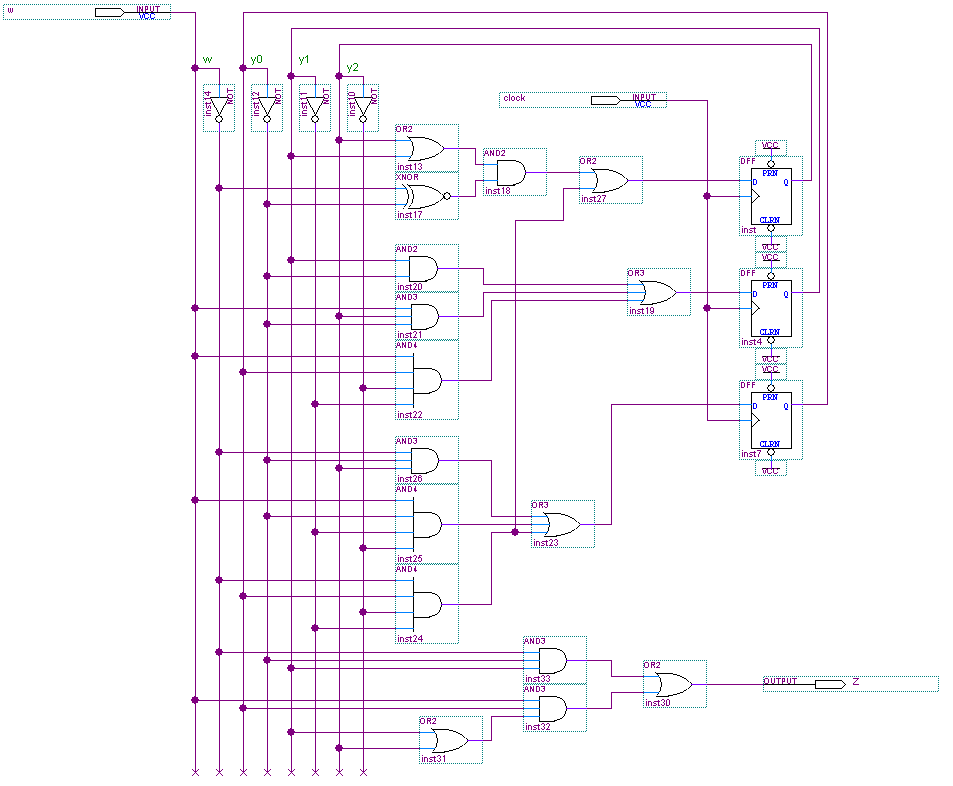 w
INPUT
VCC
w
y0
y1
y2
inst14
NOT
inst12
NOT
inst11
NOT
inst10
NOT
clock
INPUT
VCC
OR2
inst13
XNOR
inst17
AND2
inst18
OR2
inst27
VCC
DFF
PRN
D
Q
CLRN
inst
VCC
AND2
inst20
AND3
inst21
AND4
inst22
OR3
inst19
VCC
DFF
PRN
D
Q
CLRN
inst4
VCC
VCC
DFF
PRN
D
Q
CLRN
inst7
VCC
AND3
inst26
AND4
inst25
AND4
inst24
OR3
inst23
AND3
inst33
AND3
inst32
OR2
inst31
OR2
inst30
OUTPUT
Z